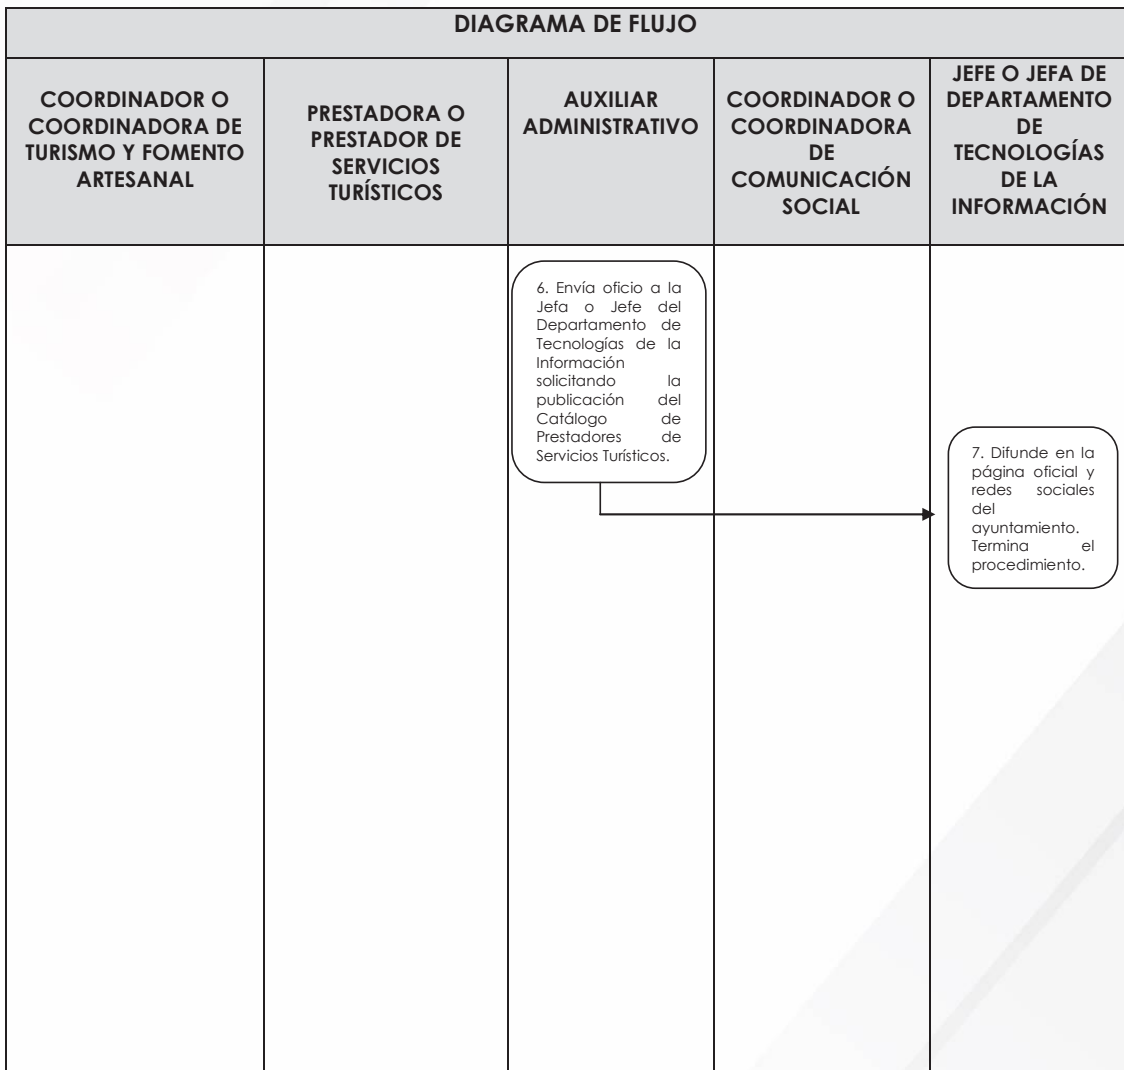 DIAGRAMA DE FLUJO
COORDINADOR O
COORDINADORA DE
TURISMO Y FOMENTO
ARTESANAL
PRESTADORA O
PRESTADOR DE
SERVICIOS
TURÍSTICOS
AUXILIAR
ADMINISTRATIVO
COORDINADOR O
COORDINADORA
DE
COMUNICACIÓN
SOCIAL
JEFE O JEFA DE
DEPARTAMENTO
DE
TECNOLOGÍAS
DE LA
INFORMACIÓN
6. Envía oficio a la
Jefa o Jefe del
Departamento de
Tecnologías de la
Información
solicitando la
publicación del
Catálogo de
Prestadores de
Servicios Turísticos.
7. Difunde en la
página oficial y
redes sociales
del
ayuntamiento.
Termina el
procedimiento.